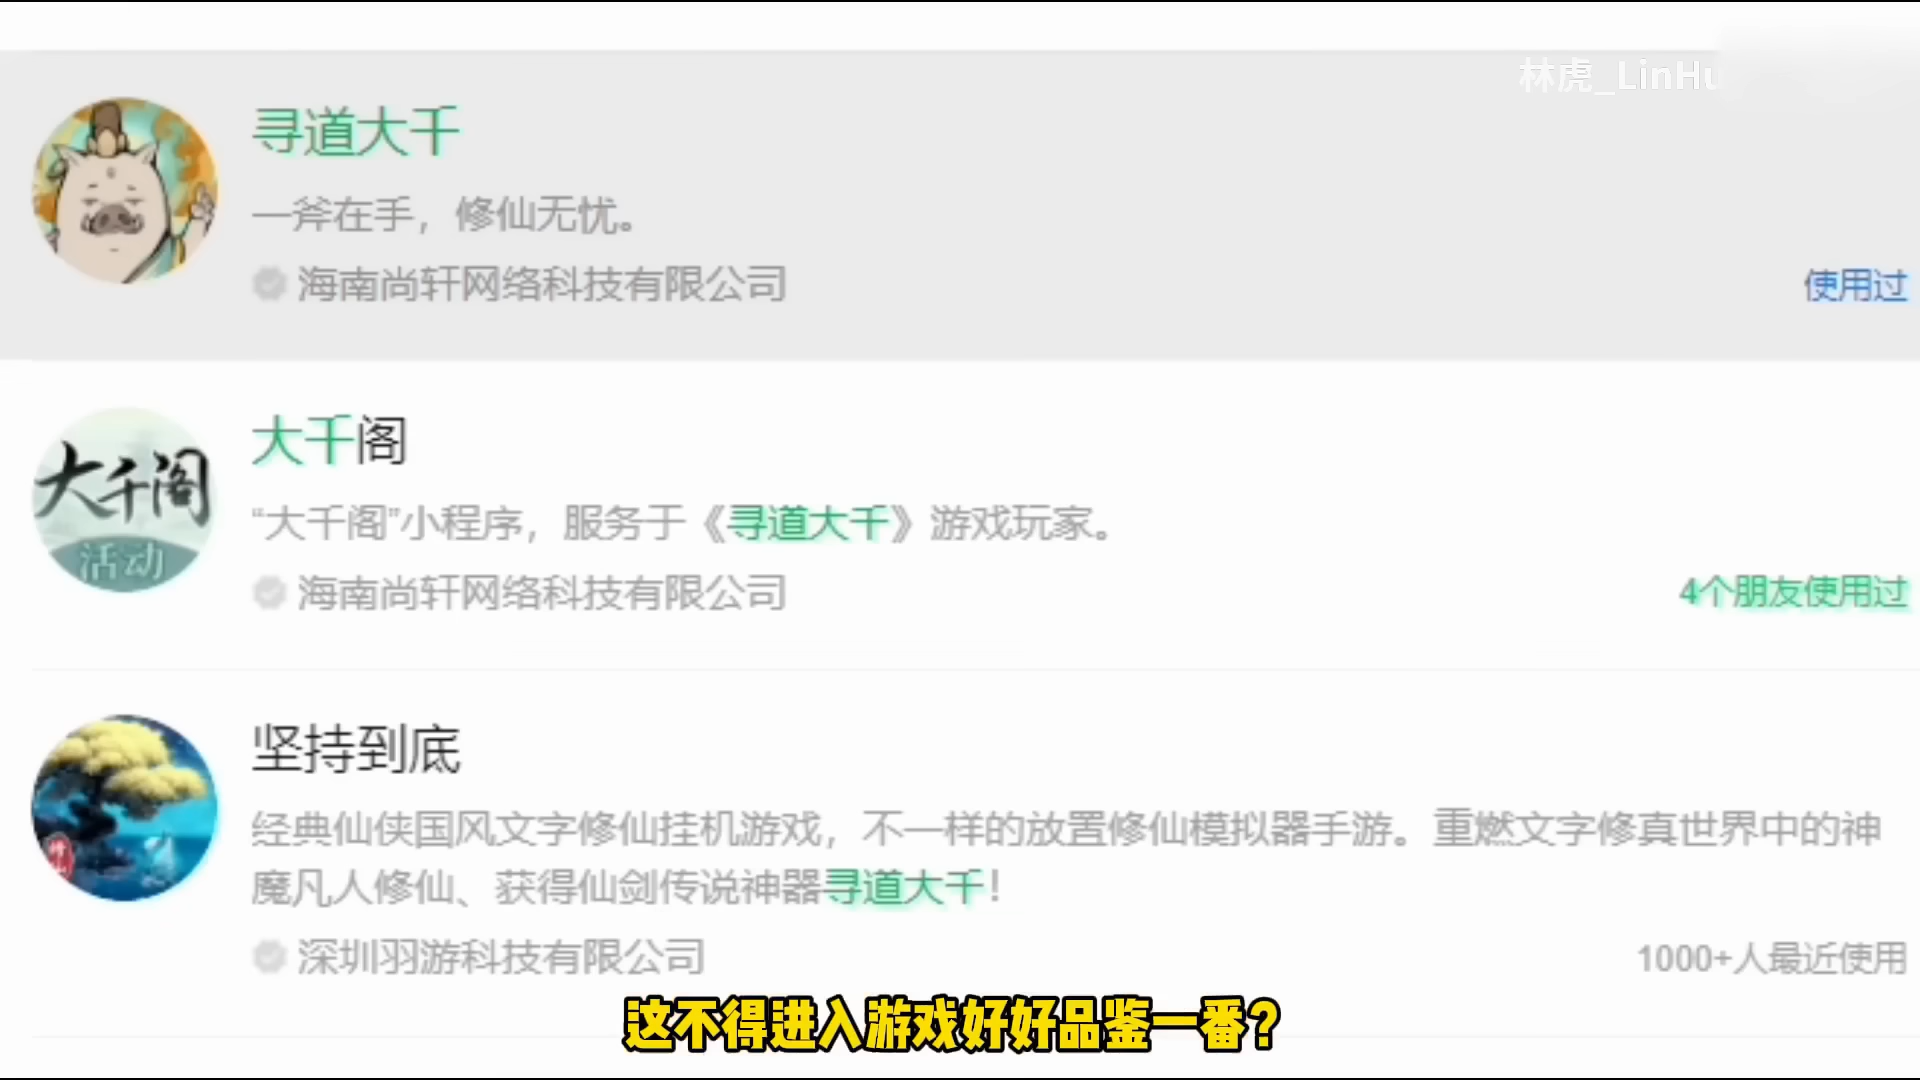 林虎_LinHu
寻道大千
一斧在手，修仙无忧。
海南尚轩网络科技有限公司
使用过
大千阁
活动
大千阁
“大千阁”小程序，服务于《寻道大千》游戏玩家。
海南尚轩网络科技有限公司
4个朋友使用过
坚持到底
经典仙侠国风文字修仙挂机游戏，不一样的放置修仙模拟器手游。重燃文字修真世界中的神
魔凡人修仙、获得仙剑传说神器寻道大千！
深圳羽游科技有限公司
1000+人最近使用
这不得进入游戏好好品鉴一番？